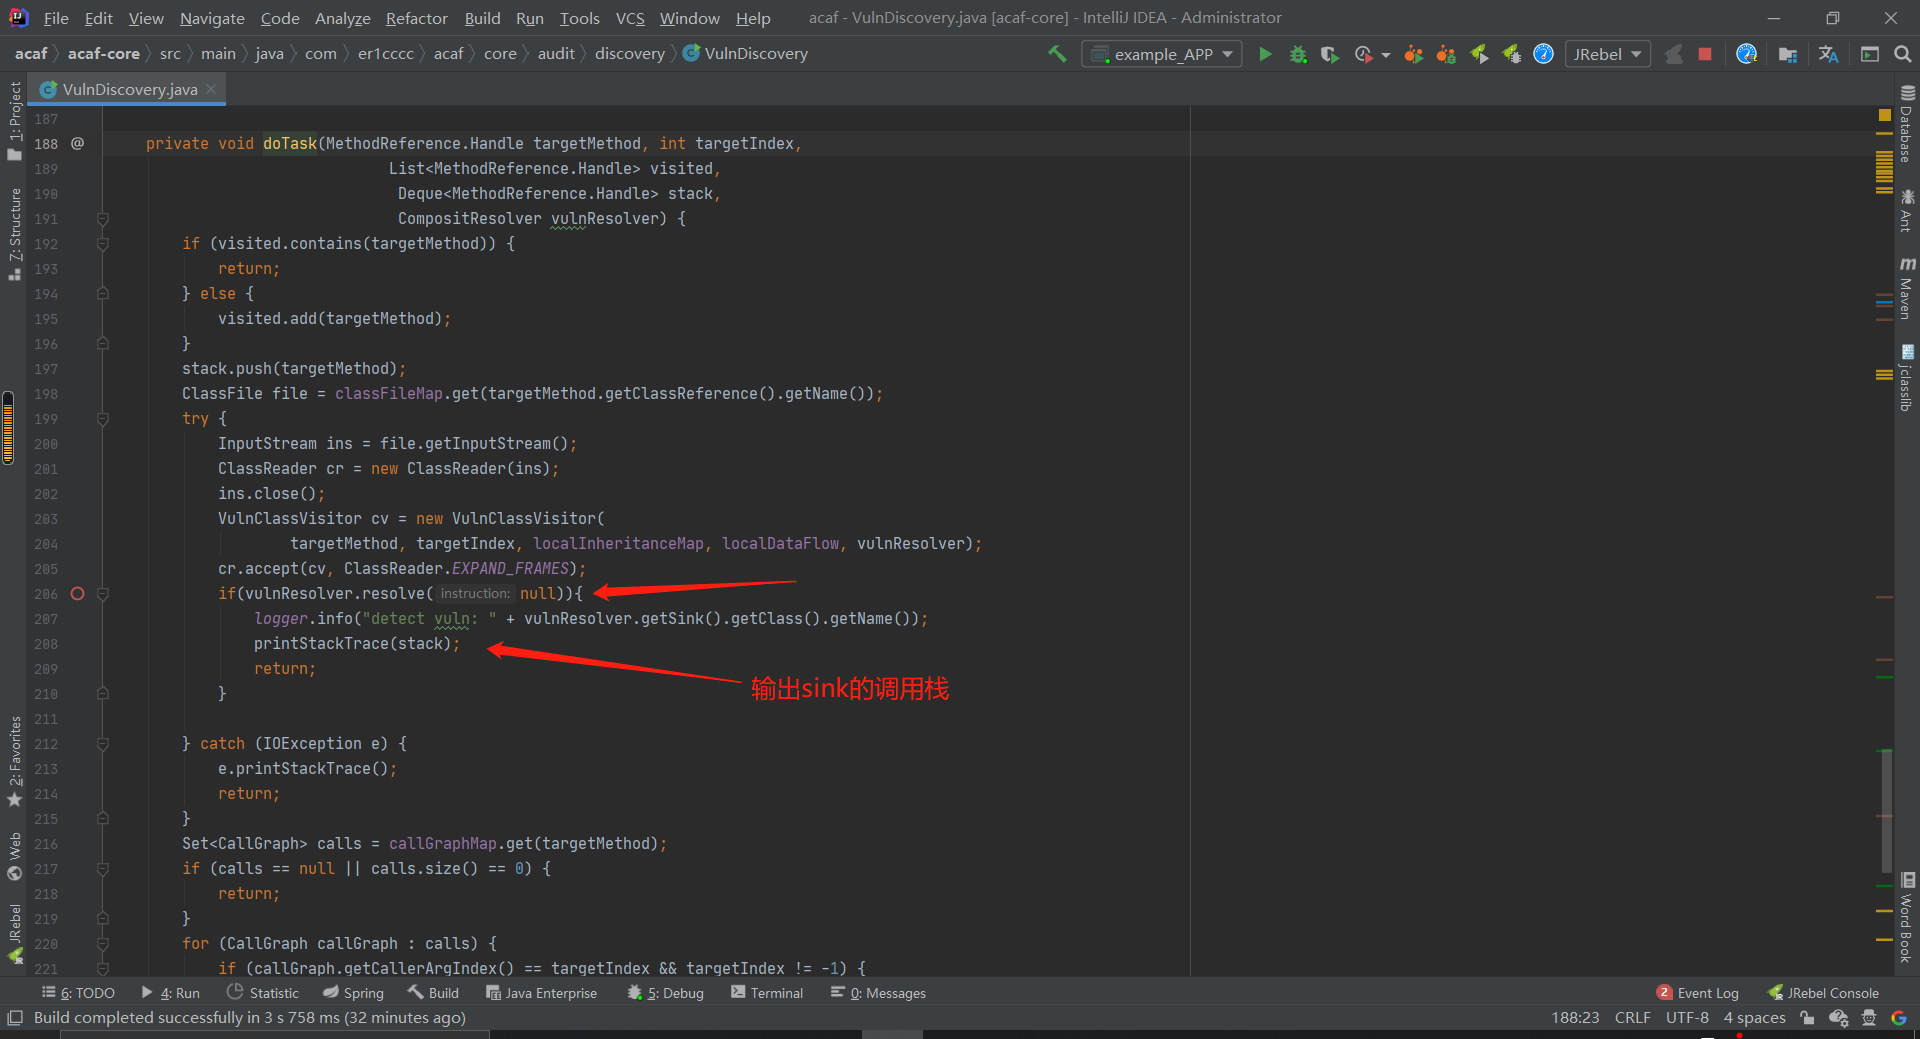 File Edit View Navigate Code Analyze Refactor Build Run Tools VCS Window Help acaf - VulnDiscovery.java [acaf-core] - IntelliJ IDEA - Administrator
acaf acaf-core src main java com er1cccc acaf core audit discovery VulnDiscovery example_APP JRebel
VulnDiscovery.java
187
188 @ private void doTask(MethodReference.Handle targetMethod, int targetIndex,
189 List<MethodReference.Handle> visited,
190 Deque<MethodReference.Handle> stack,
191 CompositResolver vulnResolver) {
192 if (visited.contains(targetMethod)) {
193 return;
194 } else {
195 visited.add(targetMethod);
196 }
197 stack.push(targetMethod);
198 ClassFile file = classFileMap.get(targetMethod.getClassReference().getName());
199 try {
200 InputStream ins = file.getInputStream();
201 ClassReader cr = new ClassReader(ins);
202 ins.close();
203 VulnClassVisitor cv = new VulnClassVisitor(
204 targetMethod, targetIndex, localInheritanceMap, localDataFlow, vulnResolver);
205 cr.accept(cv, ClassReader.EXPAND_FRAMES);
206 if(vulnResolver.resolve( instruction: null)){
207 logger.info("detect vuln: " + vulnResolver.getSink().getClass().getName());
208 printStackTrace(stack);
209 return;
输出sink的调用栈
210 }
211
212 } catch (IOException e) {
213 e.printStackTrace();
214 return;
215 }
216 Set<CallGraph> calls = callGraphMap.get(targetMethod);
217 if (calls == null || calls.size() == 0) {
218 return;
219 }
220 for (CallGraph callGraph : calls) {
221 if (callGraph.getCallerArgIndex() == targetIndex && targetIndex != -1) {
1: Project
7: Structure
2: Favorites
Web
JRebel
Database
Ant
m Maven
jclasslib
Word Book
6: TODO 4: Run Statistic Spring Build Java Enterprise 5: Debug Terminal 0: Messages 2 Event Log JRebel Console
Build completed successfully in 3 s 758 ms (32 minutes ago) 188:23 CRLF UTF-8 4 spaces